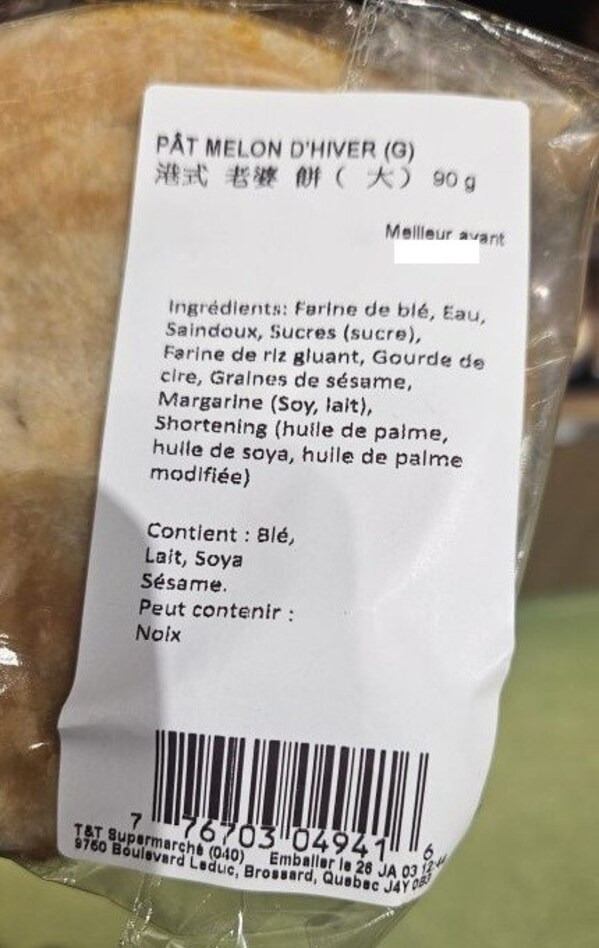 PÂT MELON D'HIVER (G)
港式 老婆 餅 ( 大 ) 90 g
Meilleur avant
Ingrédients: Farine de blé, Eau,
Saindoux, Sucres (sucre),
Farine de riz gluant, Gourde de
cire, Graines de sésame,
Margarine (Soy, lait),
Shortening (huile de palme,
huile de soya, huile de palme
modifiée)
Contient : Blé,
Lait, Soya
Sésame.
Peut contenir :
Noix
7 76703 04941 6
T&T Supermarché (040) Emballer le 26 JA 03
9760 Boulevard Leduc, Brossard, Quebec J4Y